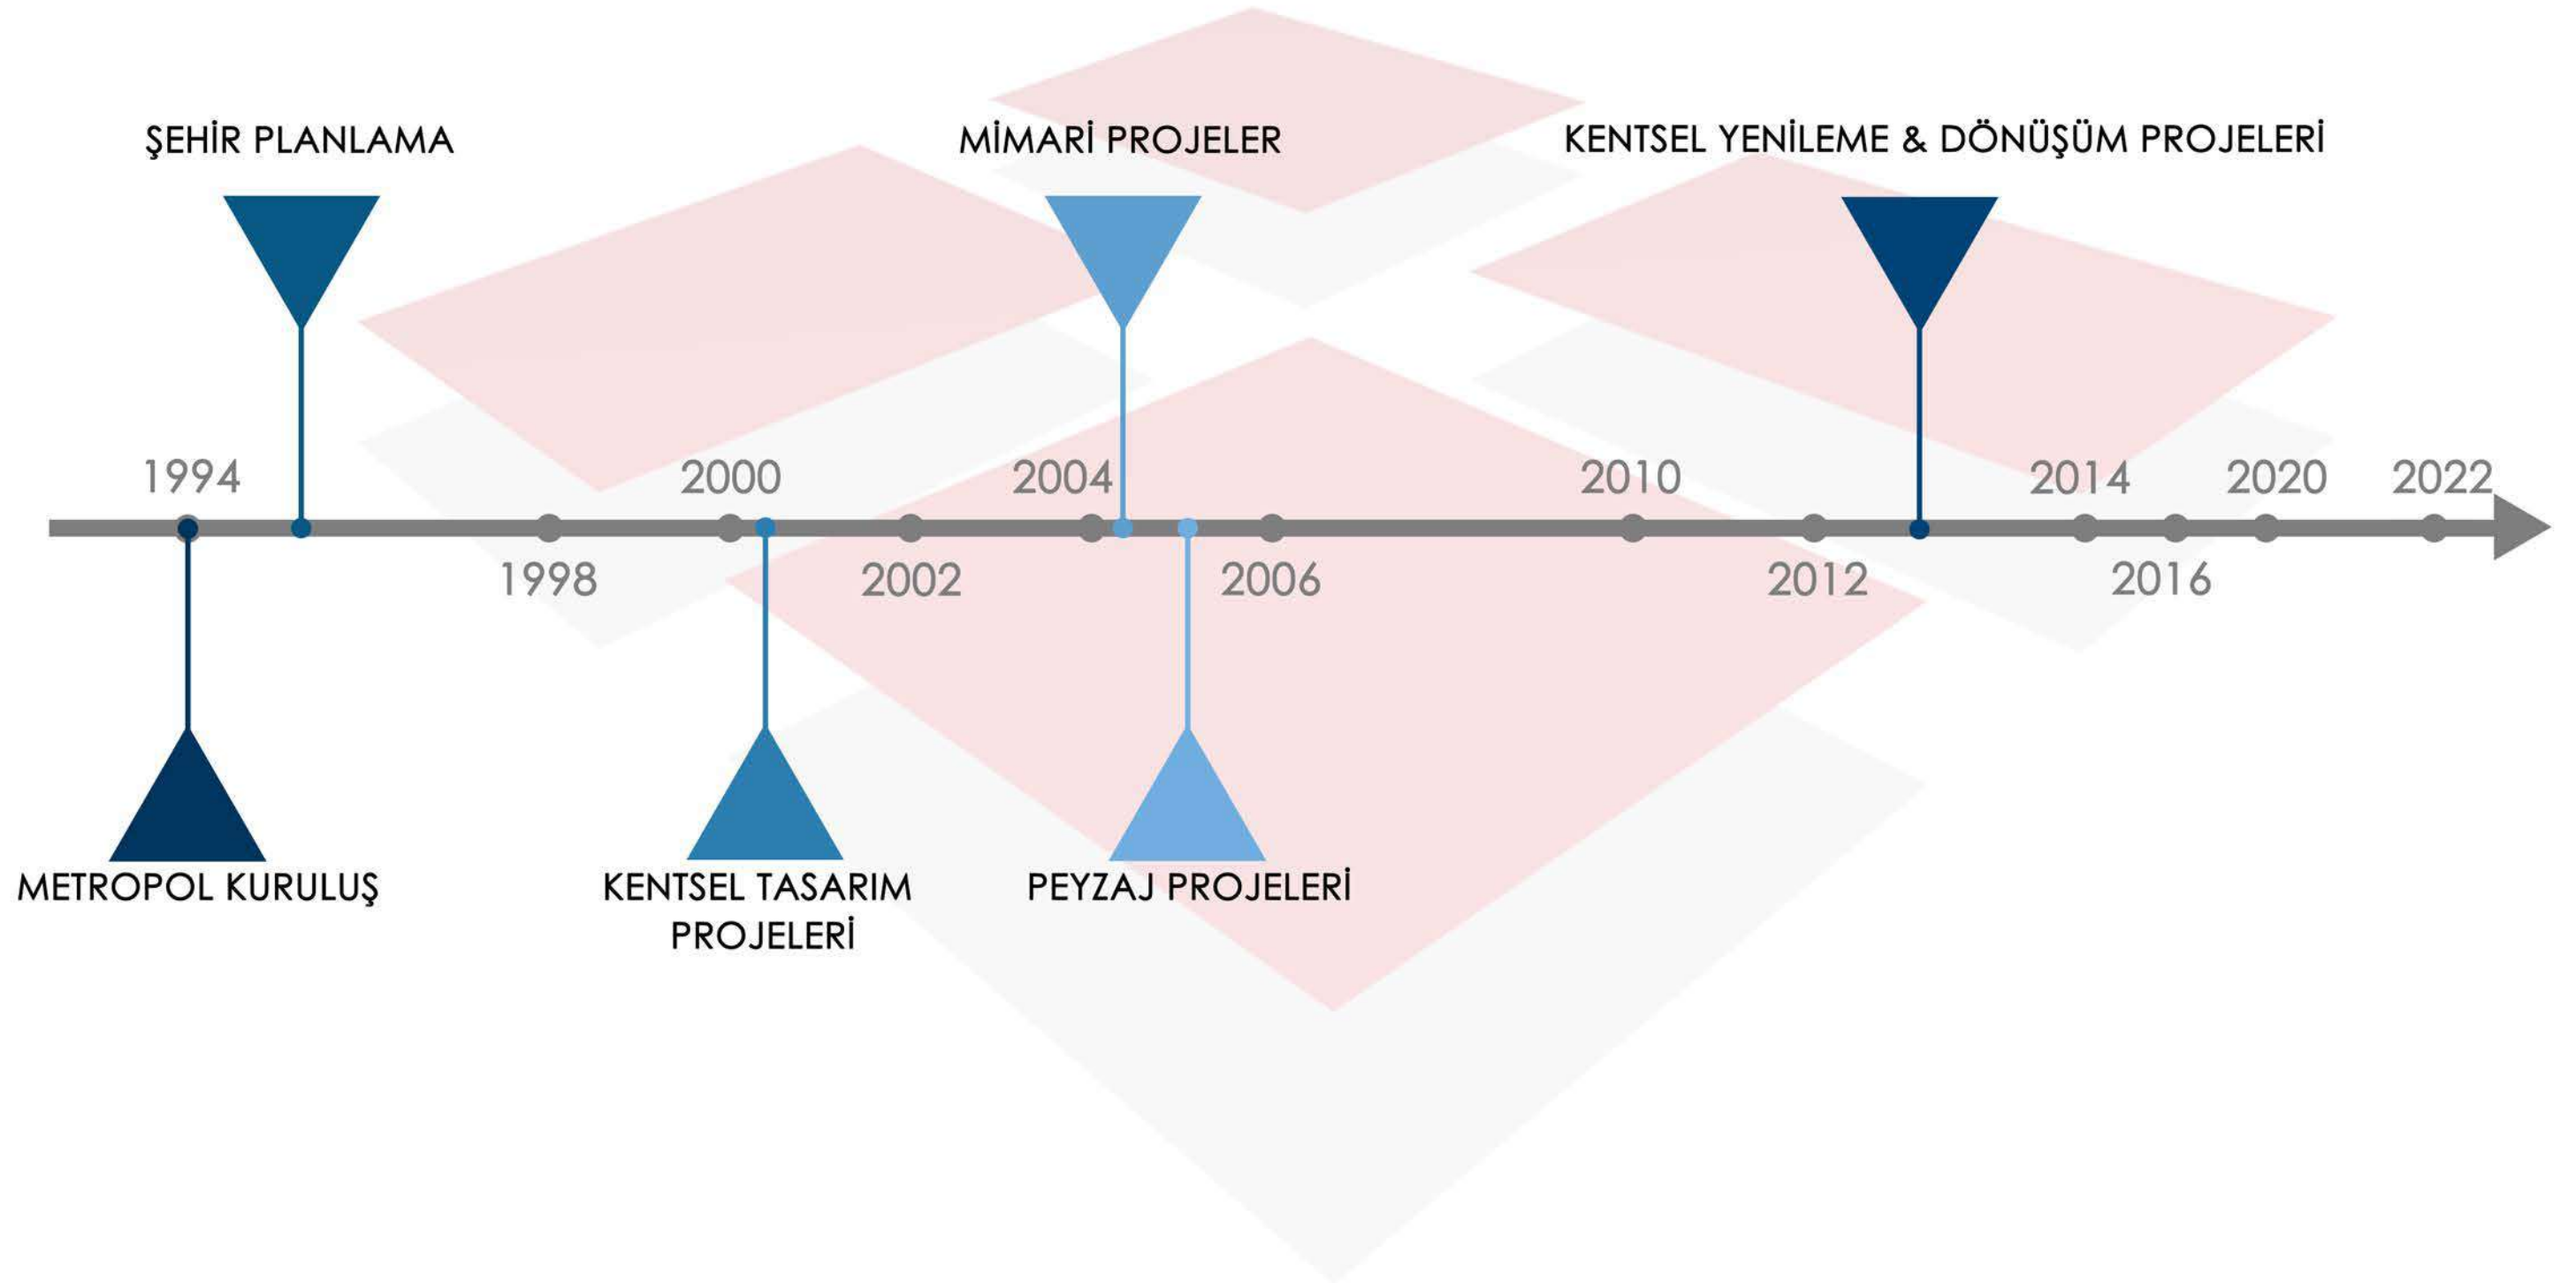 ŞEHİR PLANLAMA
MİMARİ PROJELER
KENTSEL YENİLEME & DÖNÜŞÜM PROJELERİ
1994
2000
2004
2010
2014
2020
2022
1998
2002
2006
2012
2016
METROPOL KURULUŞ
KENTSEL TASARIM
PROJELERİ
PEYZAJ PROJELERİ